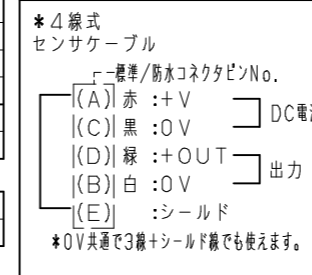 *4線式
センサケーブル
標準/防水コネクタピンNo.
(A) 赤 :+V
(C) 黒 :0V
DC電
(D) 緑 :+OUT
(B) 白 :0V
出力
(E) :シールド
*0V共通で3線+シールド線でも使えます。